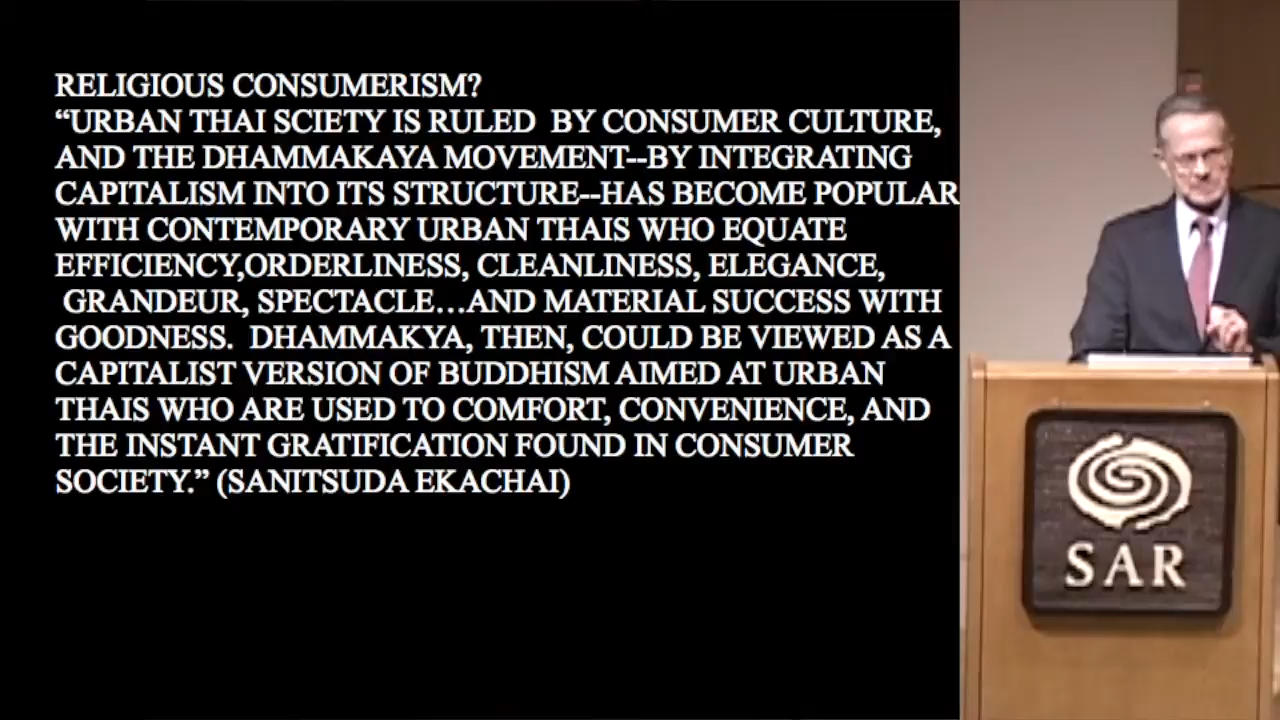 RELIGIOUS CONSUMERISM?
“URBAN THAI SCIETY IS RULED  BY CONSUMER CULTURE,
AND THE DHAMMAKAYA MOVEMENT--BY INTEGRATING
CAPITALISM INTO ITS STRUCTURE--HAS BECOME POPULAR
WITH CONTEMPORARY URBAN THAIS WHO EQUATE
EFFICIENCY,ORDERLINESS, CLEANLINESS, ELEGANCE,
GRANDEUR, SPECTACLE…AND MATERIAL SUCCESS WITH
GOODNESS.  DHAMMAKYA, THEN, COULD BE VIEWED AS A
CAPITALIST VERSION OF BUDDHISM AIMED AT URBAN
THAIS WHO ARE USED TO COMFORT, CONVENIENCE, AND
THE INSTANT GRATIFICATION FOUND IN CONSUMER
SOCIETY.” (SANITSUDA EKACHAI)
SAR